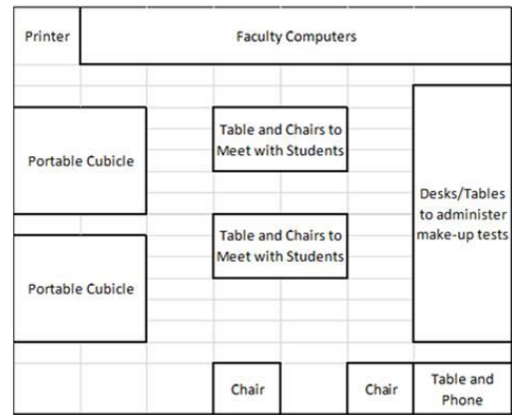 Printer
Faculty Computers
Table and Chairs to
Meet with Students
Portable Cubicle
Desks/Tables
to administer
make-up tests
Table and Chairs to
Meet with Students
Portable Cubicle
Chair
Chair
Table and
Phone